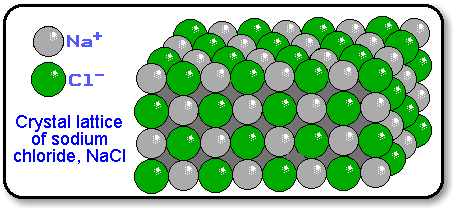 Na⁺
Cl⁻
Crystal lattice
of sodium
chloride, NaCl